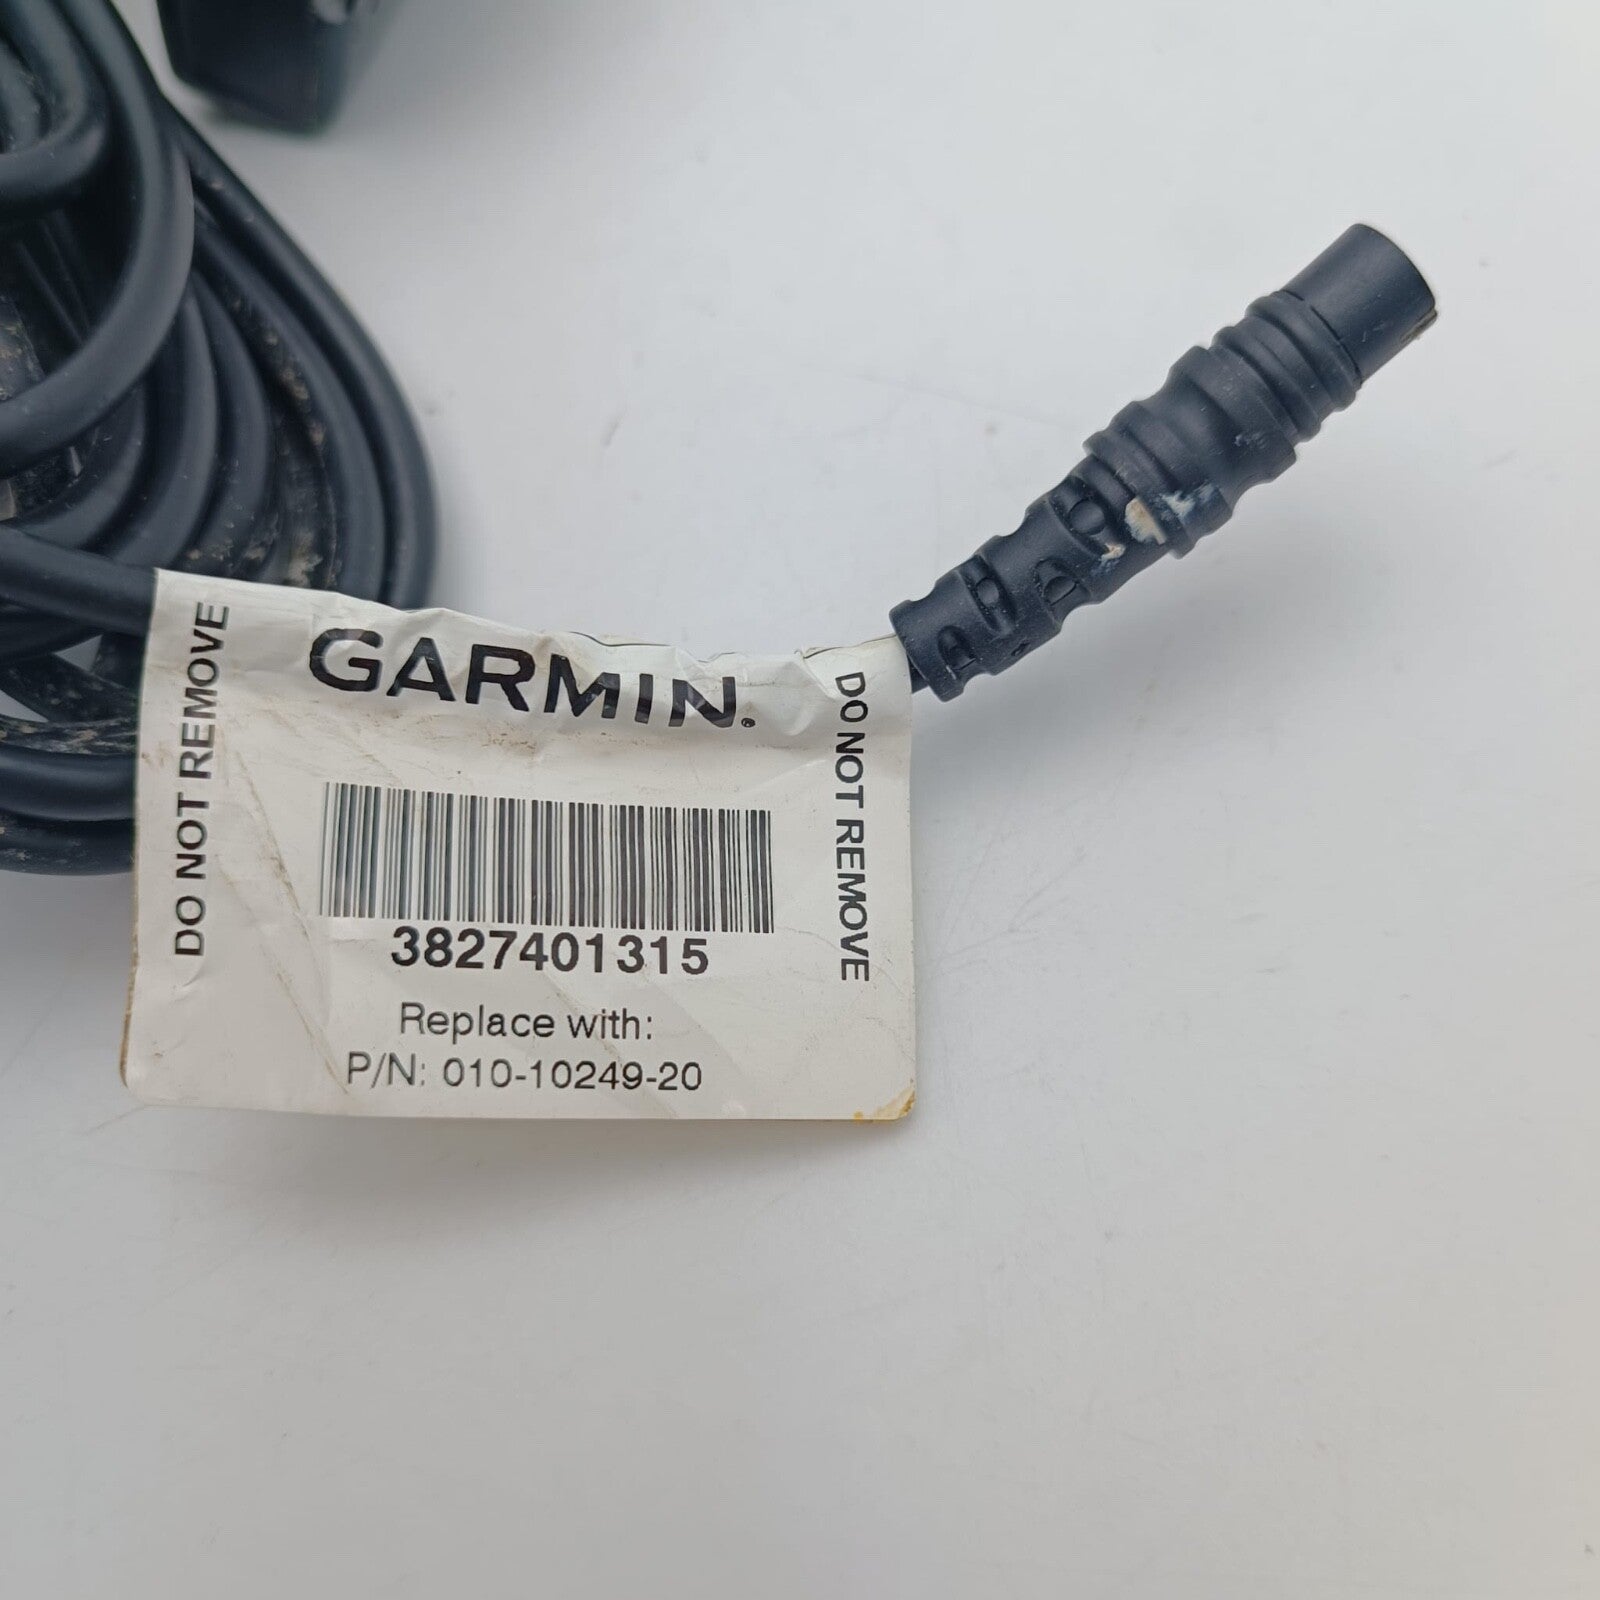 DO NOT REMOVE
GARMIN.
3827401315
Replace with:
P/N: 010-10249-20
DO NOT REMOVE